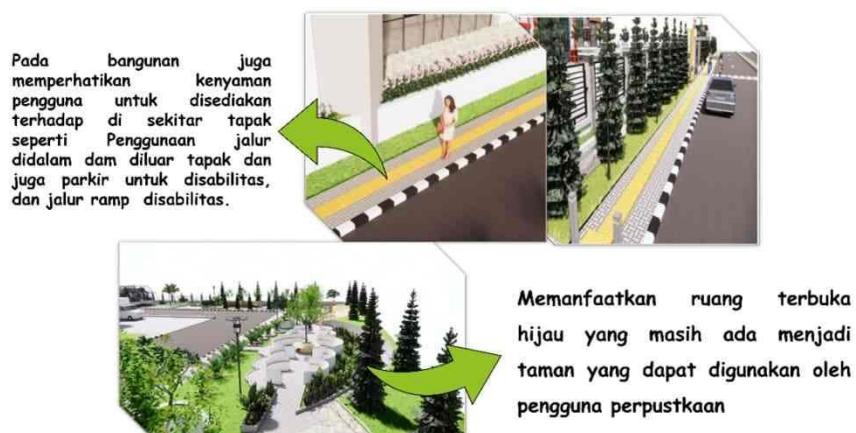 Pada bangunan juga
memperhatikan kenyaman
pengguna untuk disediakan
terhadap di sekitar tapak
seperti Penggunaan jalur
didalam dam diluar tapak dan
juga parkir untuk disabilitas,
dan jalur ramp disabilitas.
Memanfaatkan ruang terbuka
hijau yang masih ada menjadi
taman yang dapat digunakan oleh
pengguna perpustkaan